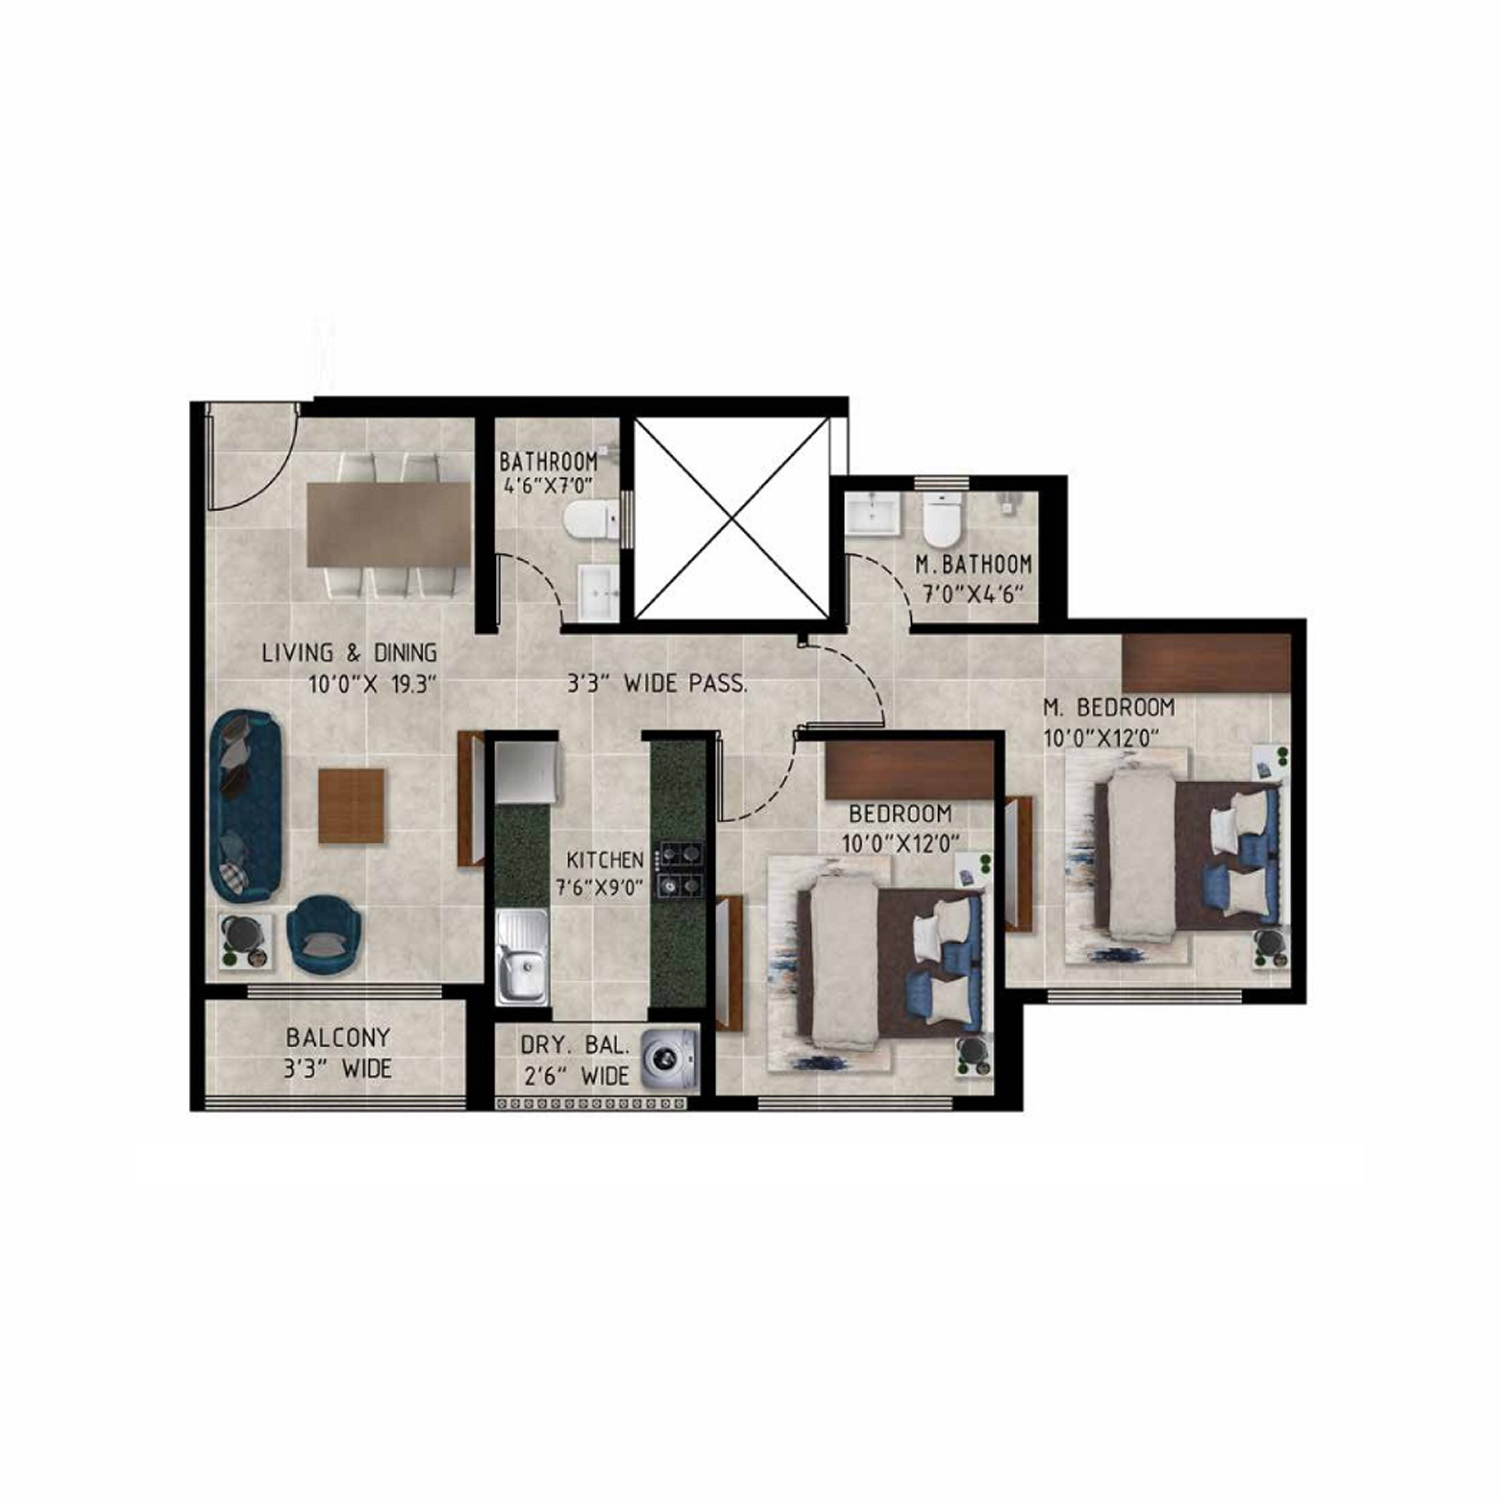 BATHROOM
4'6"X7'0"
M.BATHOOM
7'0"X4'6"
LIVING & DINING
10'0"X 19.3"
3'3" WIDE PASS.
M. BEDROOM
10'0"X12'0"
BEDROOM
10'0"X12'0"
KITCHEN
7'6"X9'0"
BALCONY
3'3" WIDE
DRY. BAL.
2'6" WIDE